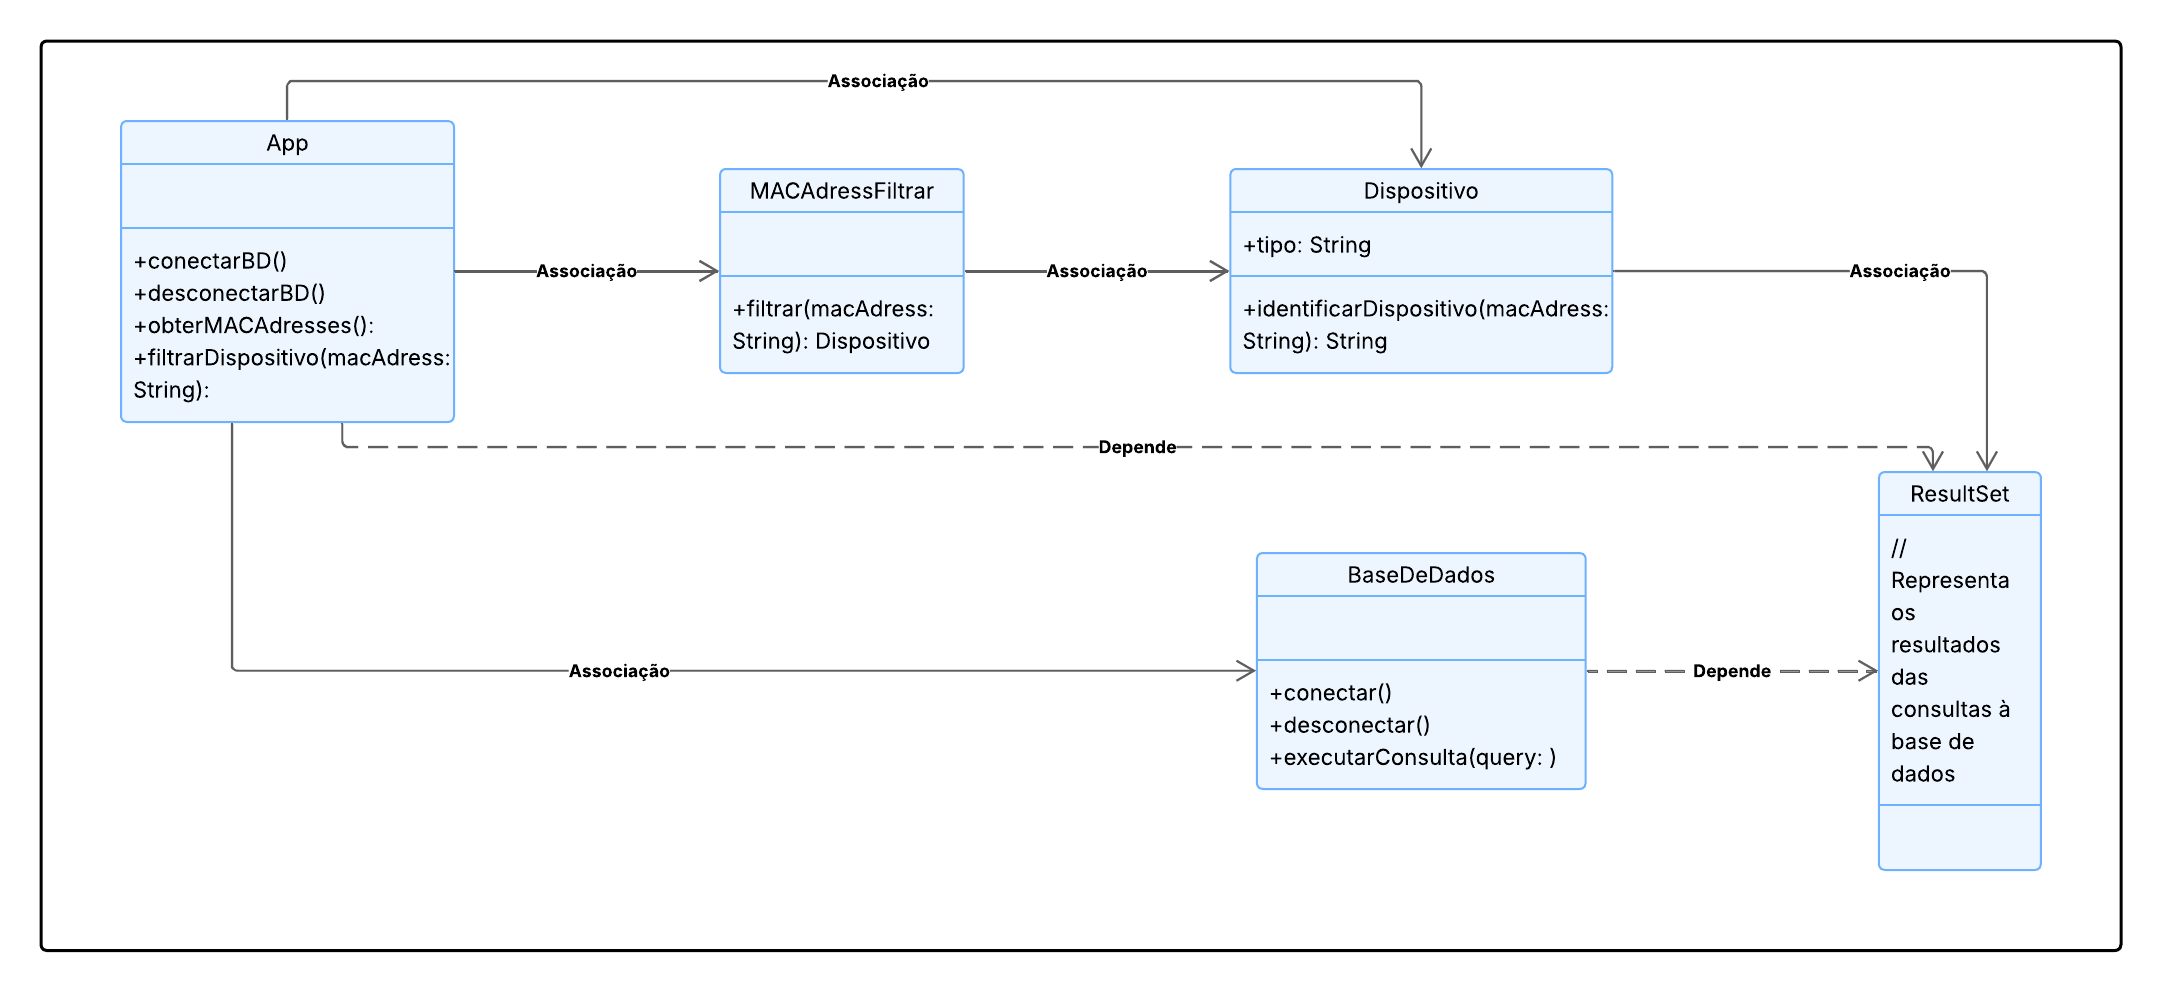 Associação
App
+conectarBD()
+desconectarBD()
+obterMACAdresses():
+filtrarDispositivo(macAdress:
String):
Associação
MACAdressFiltrar
+filtrar(macAdress:
String): Dispositivo
Associação
Dispositivo
+tipo: String
+identificarDispositivo(macAdress:
String): String
Associação
Depende
ResultSet
//
Representa
os
resultados
das
consultas à
base de
dados
BaseDeDados
+conectar()
+desconectar()
+executarConsulta(query: )
Associação
Depende